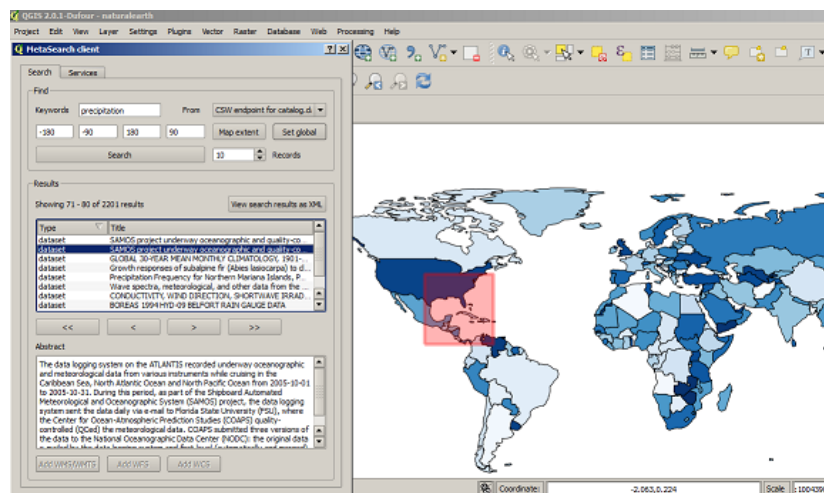 QGIS 2.0.1-Dufour - naturalearth
Project Edit View Layer Settings Plugins Vector Raster Database Web Processing Help
MetaSearch client
Search Services
Find
Keywords precipitation From CSW endpoint for catalog.d
-180 -90 180 90 Map extent Set global
Search 10 Records
Results
Showing 71 - 80 of 2201 results View search results as XML
Type Title
dataset SAMOS project underway oceanographic and quality-co...
dataset SAMOS project underway oceanographic and quality-co...
dataset GLOBAL 30-YEAR MEAN MONTHLY CLIMATOLOGY, 1901-...
dataset Growth responses of subalpine fir (Abies lasiocarpa) to d...
dataset Precipitation Frequency for Northern Mariana Islands, P...
dataset Wave spectra, meteorological, and other data from the ...
dataset CONDUCTIVITY, WIND DIRECTION, SHORTWAVE IRRAD...
dataset BOREAS 1994 HYD-09 BELFORT RAIN GAUGE DATA
<< < > >>
Abstract
The data logging system on the ATLANTIS recorded underway oceanographic
and meteorological data from various instruments while cruising in the
Caribbean Sea, North Atlantic Ocean and North Pacific Ocean from 2005-10-01
to 2005-10-31. During this period, as part of the Shipboard Automated
Meteorological and Oceanographic System (SAMOS) project, the data logging
system sent the data daily via e-mail to Florida State University (FSU), where
the Center for Ocean-Atmospheric Prediction Studies (COAPS) quality-
controlled (QCed) the meteorological data. COAPS submitted three versions of
the data to the National Oceanographic Data Center (NODC): the original data
Add WMS/WMTS Add WFS Add WCS
Coordinate: -2.063,0.224 Scale